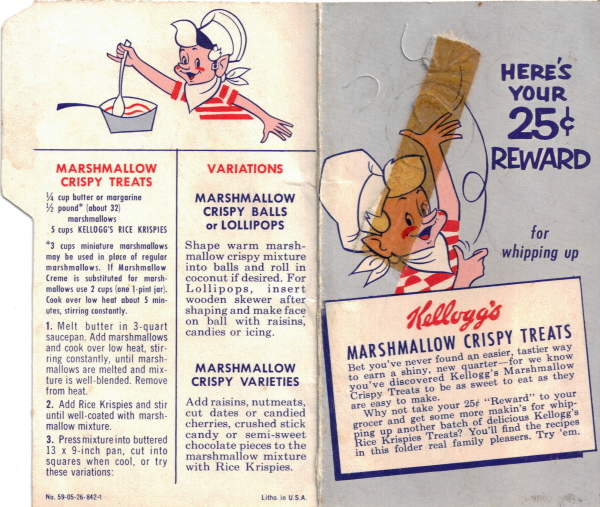 MARSHMALLOW
CRISPY TREATS
¼ cup butter or margarine
½ pound* (about 32)
marshmallows
5 cups KELLOGG'S RICE KRISPIES
*3 cups miniature marshmallows
may be used in place of regular
marshmallows. If Marshmallow
Creme is substituted for marsh-
mallows use 2 cups (one 1-pint jar).
Cook over low heat about 5 min-
utes, stirring constantly.
1. Melt butter in 3-quart
saucepan. Add marshmallows
and cook over low heat, stir-
ring constantly, until marsh-
mallows are melted and mix-
ture is well-blended. Remove
from heat.
2. Add Rice Krispies and stir
until well-coated with marsh-
mallow mixture.
3. Press mixture into buttered
13 x 9-inch pan, cut into
squares when cool, or try
these variations:
No. 59-05-26-842-1
VARIATIONS
MARSHMALLOW
CRISPY BALLS
or LOLLIPOPS
Shape warm marsh-
mallow crispy mixture
into balls and roll in
coconut if desired. For
Lollipops, insert
wooden skewer after
shaping and make face
on ball with raisins,
candies or icing.
MARSHMALLOW
CRISPY VARIETIES
Add raisins, nutmeats,
cut dates or candied
cherries, crushed stick
candy or semi-sweet
chocolate pieces to the
marshmallow mixture
with Rice Krispies.
Litho. in U.S.A.
HERE'S
YOUR
25¢
REWARD
for
whipping up
Kellogg's
MARSHMALLOW CRISPY TREATS
Bet you've never found an easier, tastier way
to earn a shiny, new quarter—for we know
you've discovered Kellogg's Marshmallow
Crispy Treats to be as sweet to eat as they
are easy to make.
Why not take your 25¢ "Reward" to your
grocer and get some more makin's for whip-
ping up another batch of delicious Kellogg's
Rice Krispies Treats? You'll find the recipes
in this folder real family pleasers. Try 'em.